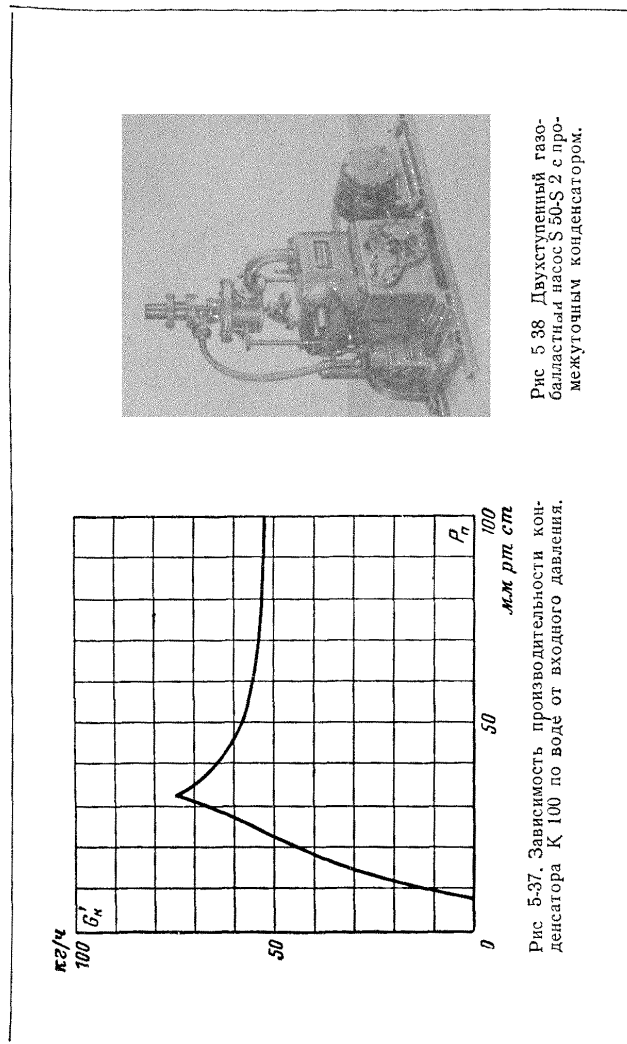 кг/ч
100
G'к
50
0
50
100
Pп
мм рт ст
Рис 5-37. Зависимость производительности кон-
денсатора К 100 по воде от входного давления.
Рис 5 38 Двухступенный газо-
балластный насос S 50-S 2 с про-
межуточным конденсатором.